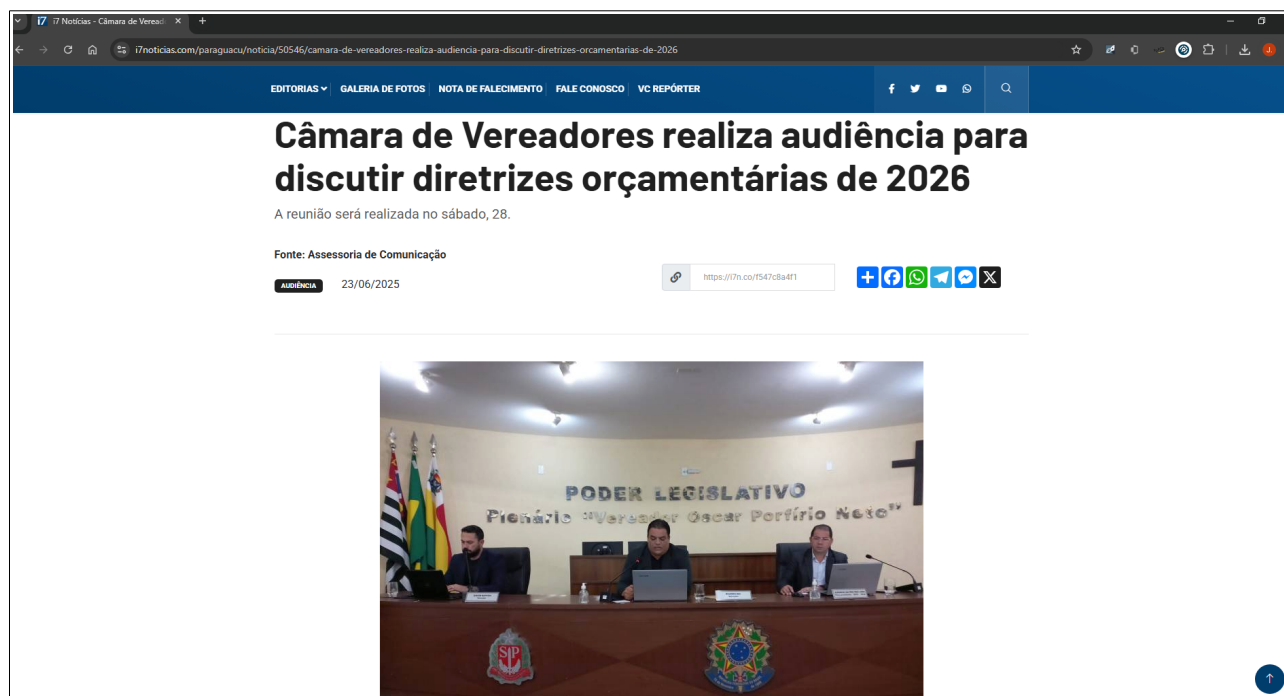 i7 Notícias - Câmara de Veread
i7noticias.com/paraguacu/noticia/50546/camara-de-vereadores-realiza-audiencia-para-discutir-diretrizes-orcamentarias-de-2026
EDITORIAS GALERIA DE FOTOS NOTA DE FALECIMENTO FALE CONOSCO VC REPÓRTER
Câmara de Vereadores realiza audiência para
discutir diretrizes orçamentárias de 2026
A reunião será realizada no sábado, 28.
Fonte: Assessoria de Comunicação
AUDIÊNCIA 23/06/2025
https://i7n.co/f547c8a4f1
PODER LEGISLATIVO
Plenário "Vereador Oscar Porfírio Neto"
SP